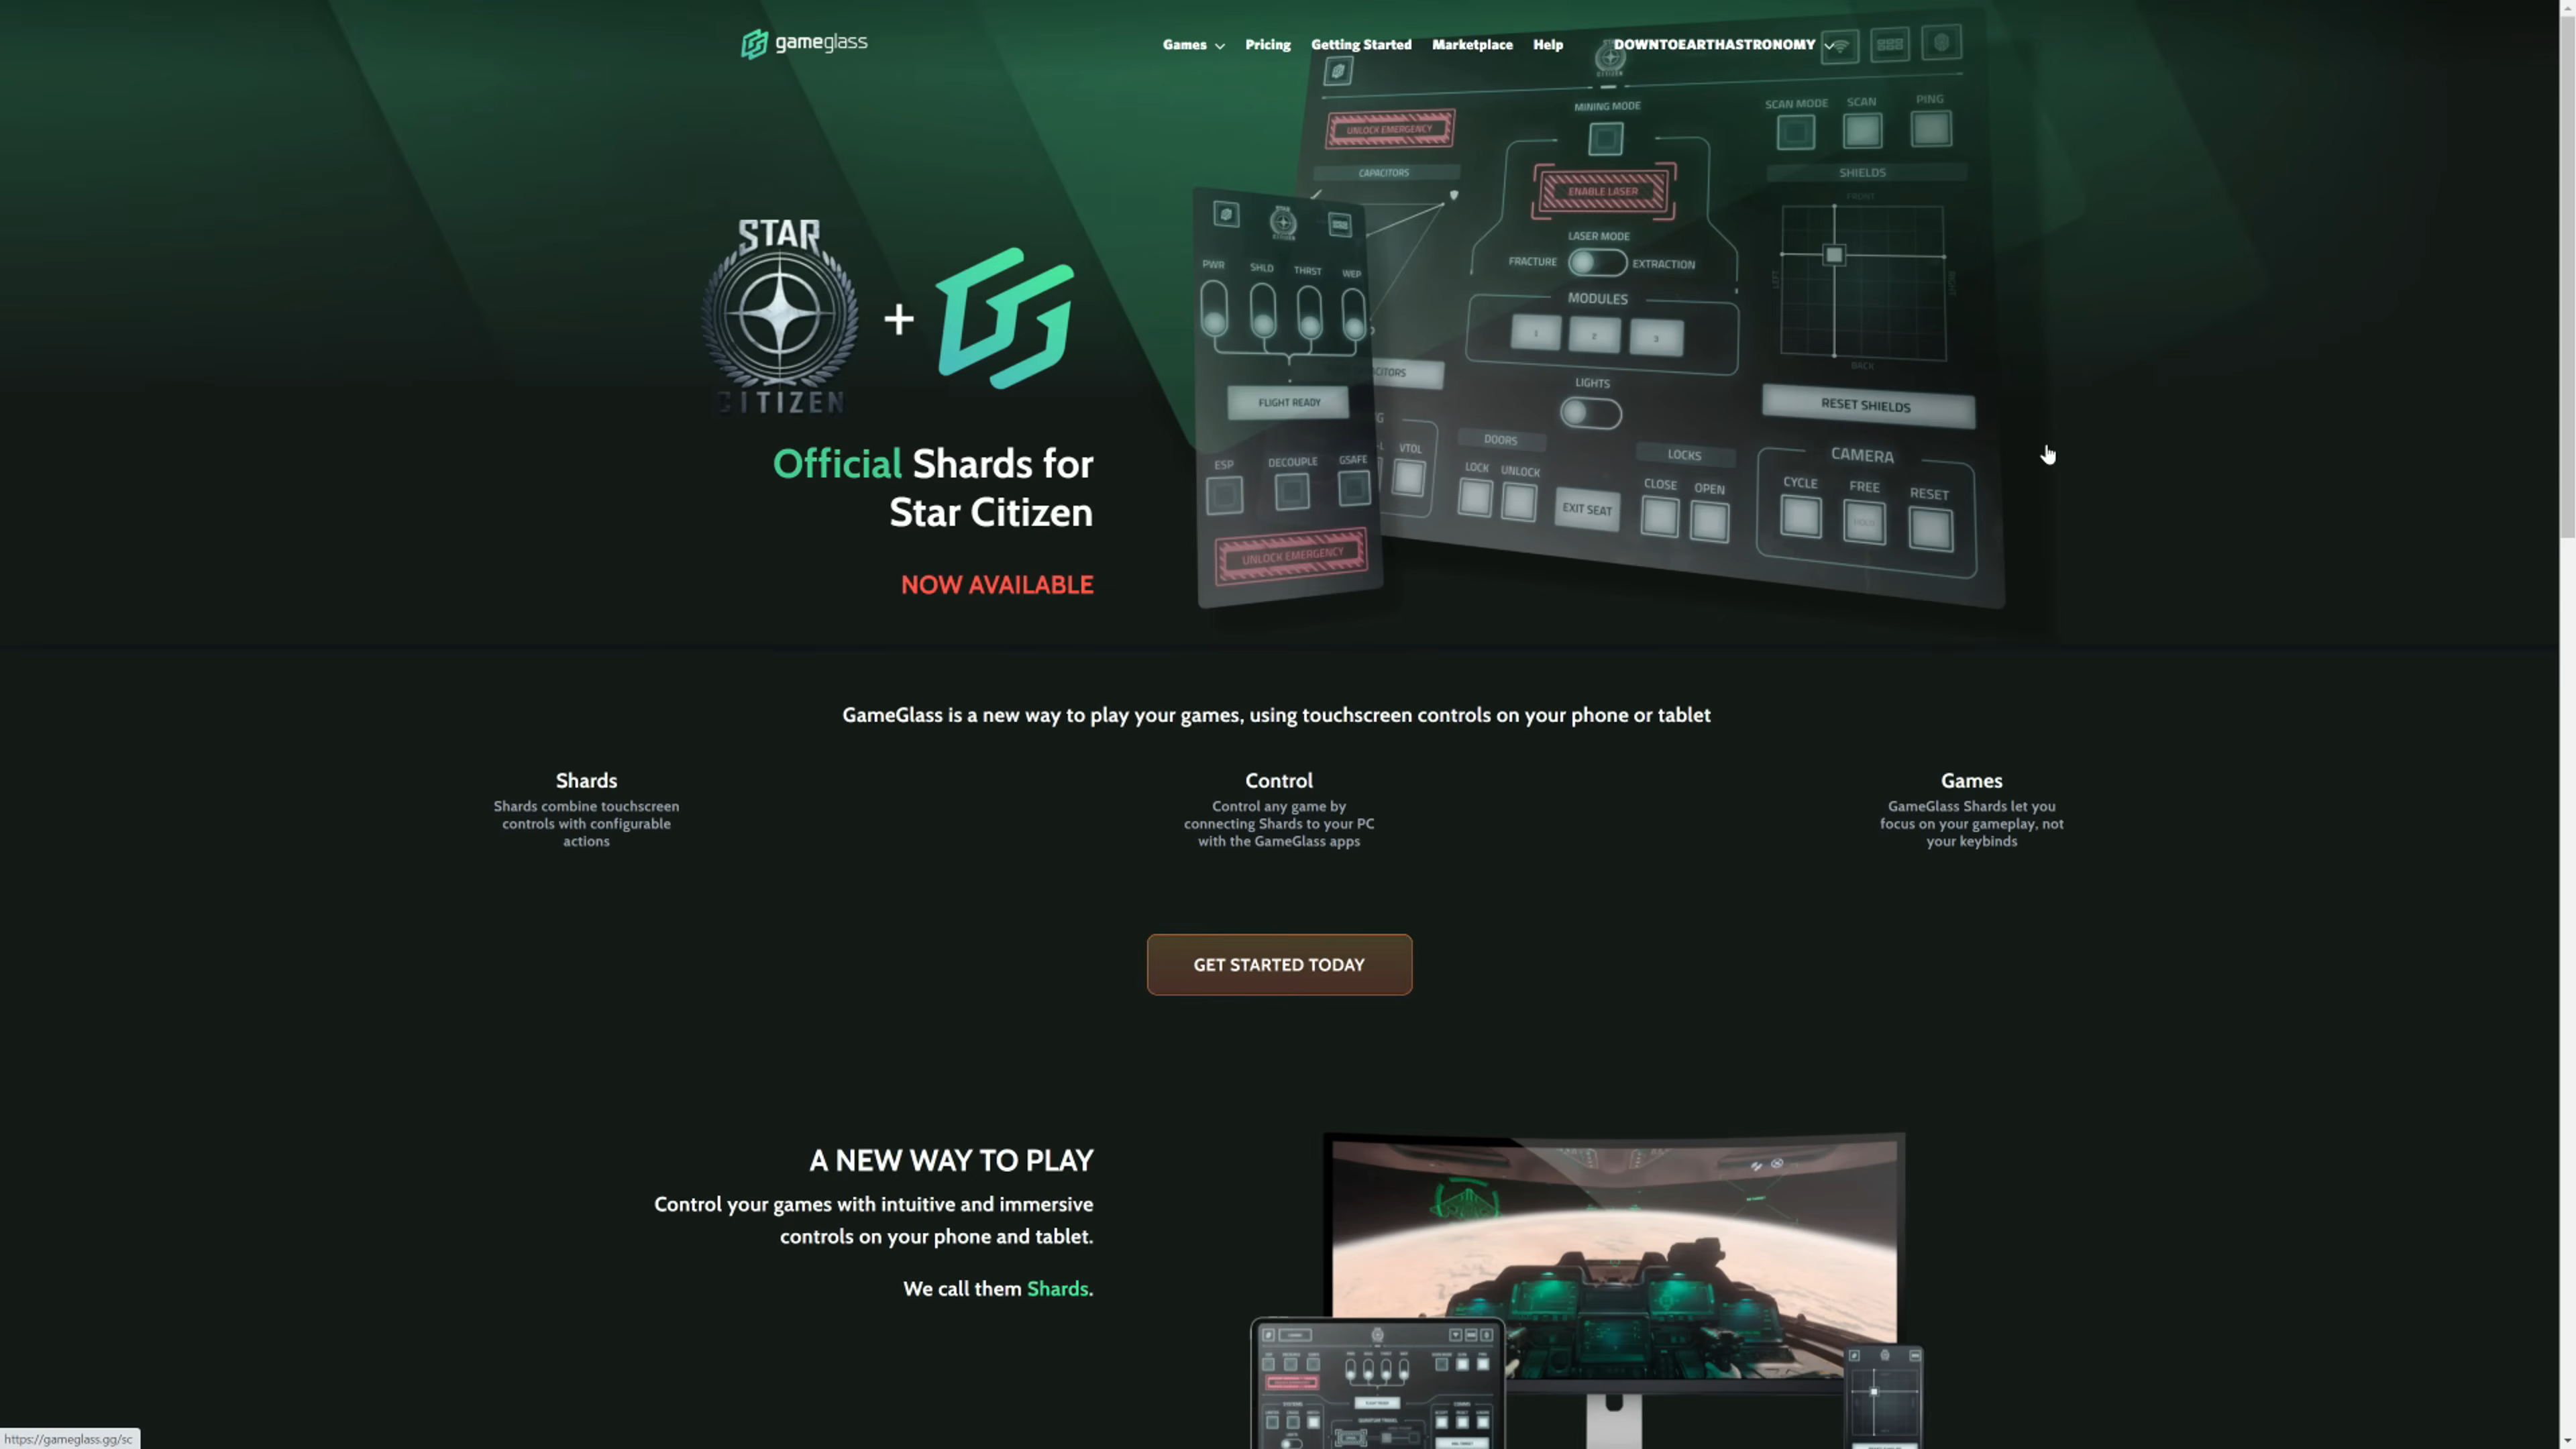 gameglass
Games
Pricing
Getting Started
Marketplace
Help
DOWNTOEARTHASTRONOMY
STAR
CITIZEN
+
Official Shards for
Star Citizen
NOW AVAILABLE
PWR
SHLD
THRST
WEP
FLIGHT READY
ESP
DECOUPLE
GSAFE
UNLOCK EMERGENCY
UNLOCK EMERGENCY
CAPACITORS
VTOL
MINING MODE
ENABLE LASER
LASER MODE
FRACTURE
EXTRACTION
MODULES
1
2
3
LIGHTS
DOORS
LOCK
UNLOCK
EXIT SEAT
LOCKS
CLOSE
OPEN
SCAN MODE
SCAN
PING
SHIELDS
FRONT
LEFT
RIGHT
BACK
RESET SHIELDS
CAMERA
CYCLE
FREE
RESET
GameGlass is a new way to play your games, using touchscreen controls on your phone or tablet
Shards
Shards combine touchscreen
controls with configurable
actions
Control
Control any game by
connecting Shards to your PC
with the GameGlass apps
Games
GameGlass Shards let you
focus on your gameplay, not
your keybinds
GET STARTED TODAY
A NEW WAY TO PLAY
Control your games with intuitive and immersive
controls on your phone and tablet.
We call them Shards.
https://gameglass.gg/sc